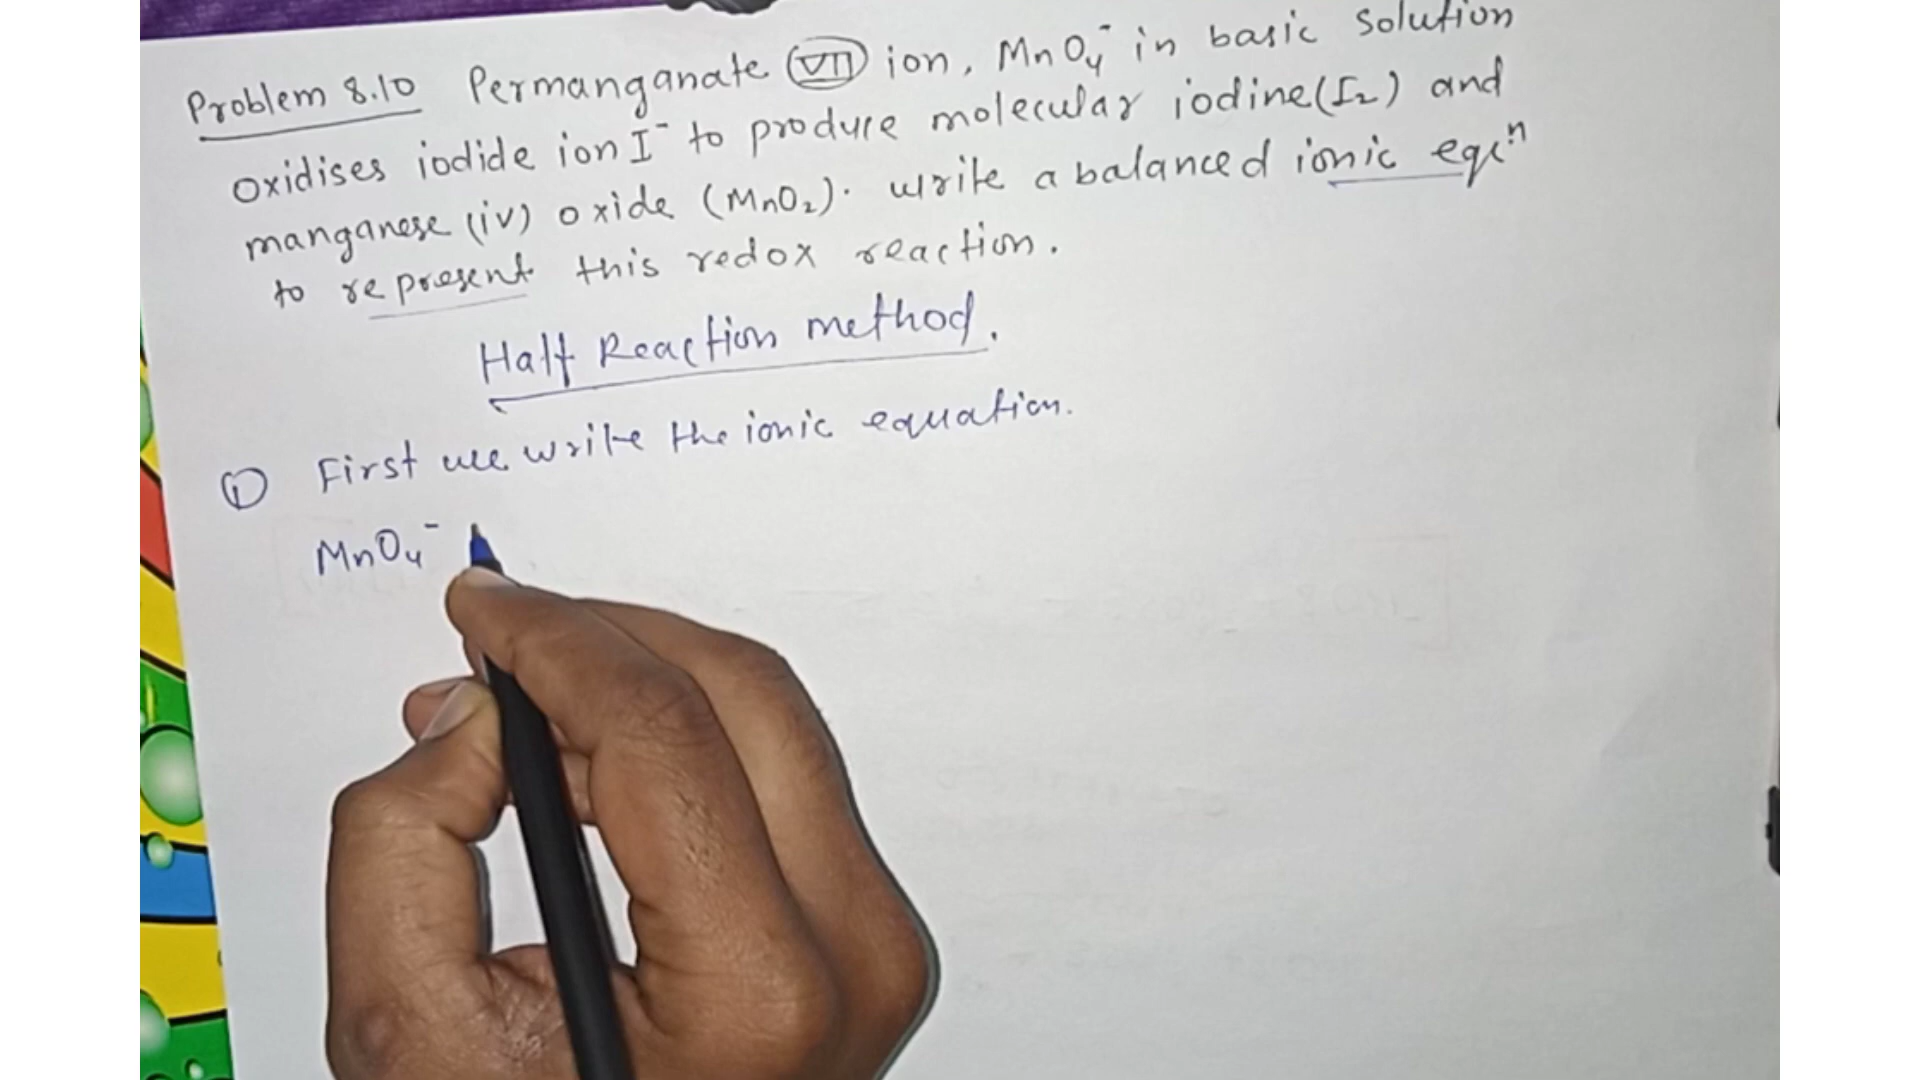 Problem 8.10 Permanganate (VII) ion, MnO₄⁻ in basic solution
oxidises iodide ion I⁻ to produce molecular iodine (I₂) and
manganese (iv) oxide (MnO₂). write a balanced ionic eqⁿ
to represent this redox reaction.
Half Reaction method.
① First we write the ionic equation.
MnO₄⁻